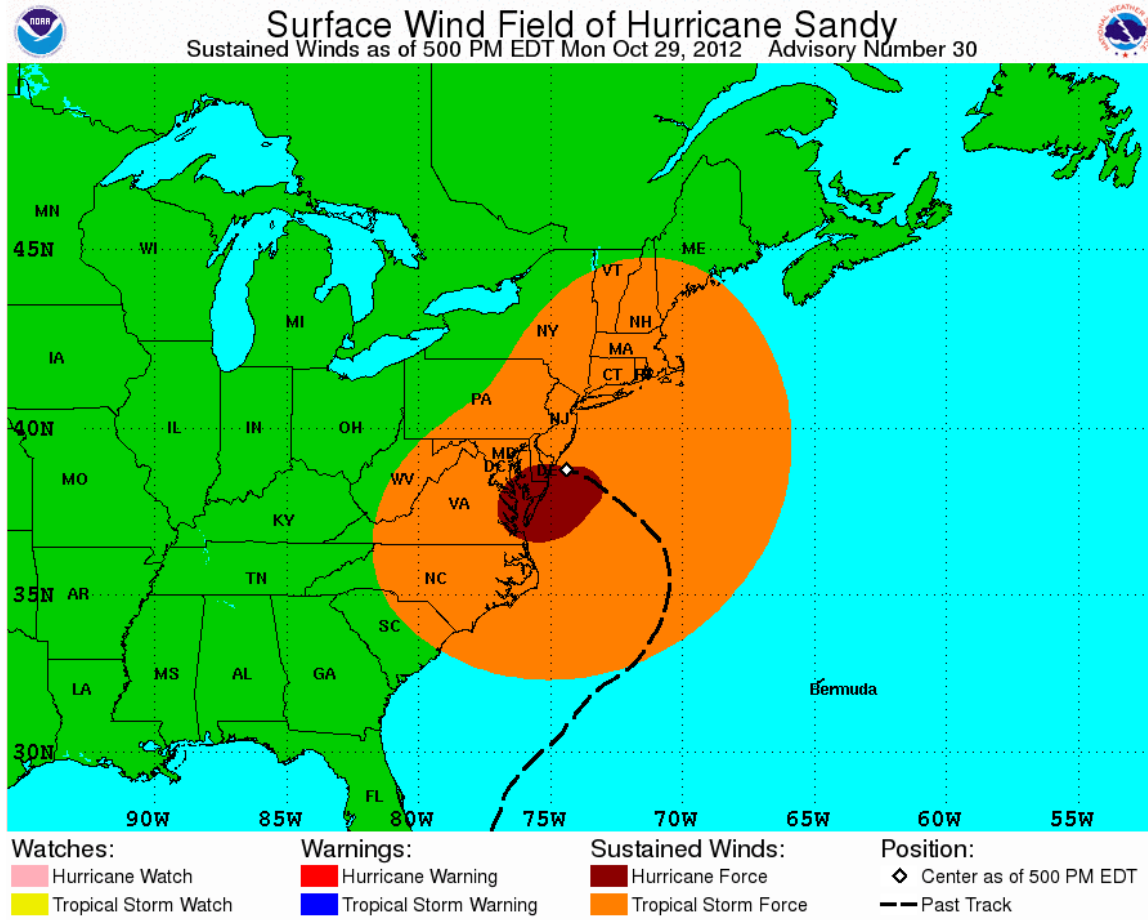 NOAA
Surface Wind Field of Hurricane Sandy
Sustained Winds as of 500 PM EDT Mon Oct 29, 2012 Advisory Number 30
NATIONAL WEATHER
MN
WI
45N
ME
VT
MI
NY
NH
IA
MA
CT
PA
NJ
40N
IL
IN
OH
MD
DC
DE
MO
WV
VA
KY
TN
NC
35N
AR
SC
MS
AL
GA
LA
Bermuda
30N
FL
90W 85W 80W 75W 70W 65W 60W 55W
Watches: Warnings: Sustained Winds: Position:
Hurricane Watch Hurricane Warning Hurricane Force Center as of 500 PM EDT
Tropical Storm Watch Tropical Storm Warning Tropical Storm Force Past Track